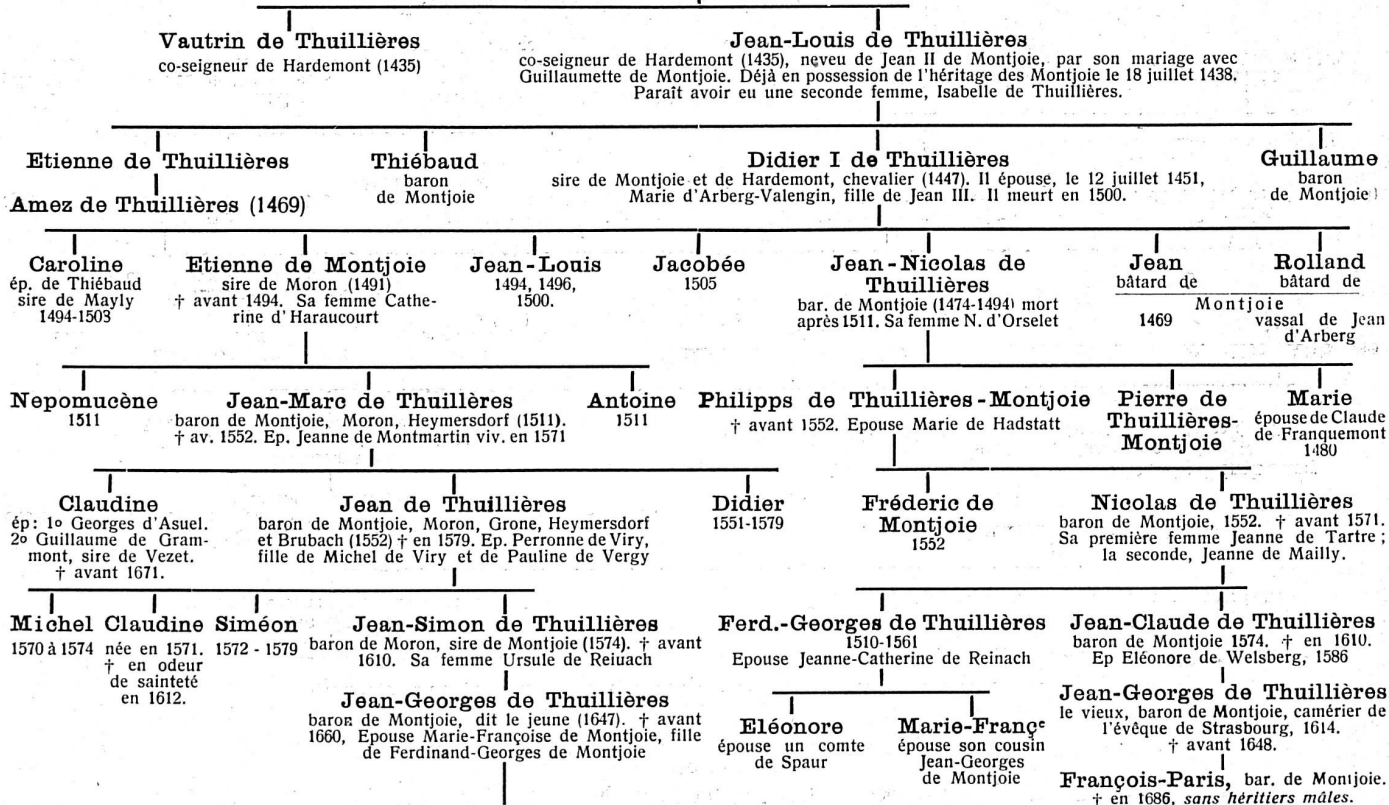 Vautrin de Thuillières
co-seigneur de Hardemont (1435)
Jean-Louis de Thuillières
co-seigneur de Hardemont (1435), neveu de Jean II de Montjoie, par son mariage avec
Guillaumette de Montjoie. Déjà en possession de l'héritage des Montjoie le 18 juillet 1438.
Paraît avoir eu une seconde femme, Isabelle de Thuillières.
Etienne de Thuillières
Amez de Thuillières (1469)
Thiébaud
baron
de Montjoie
Didier I de Thuillières
sire de Montjoie et de Hardemont, chevalier (1447). Il épouse, le 12 juillet 1451,
Marie d'Arberg-Valengin, fille de Jean III. Il meurt en 1500.
Guillaume
baron
de Montjoie
Caroline
ép. de Thiébaud
sire de Mayly
1494-1503
Etienne de Montjoie
sire de Moron (1491)
† avant 1494. Sa femme Cathe-
rine d'Haraucourt
Jean-Louis
1494, 1496,
1500.
Jacobée
1505
Jean-Nicolas de
Thuillières
bar. de Montjoie (1474-1494) mort
après 1511. Sa femme N. d'Orselet
Jean
bâtard de
Rolland
bâtard de
Montjoie
1469
vassal de Jean
d'Arberg
Nepomucène
1511
Jean-Marc de Thuillères
baron de Montjoie, Moron, Heymersdorf (1511).
† av. 1552. Ep. Jeanne de Montmartin viv. en 1571
Antoine
1511
Philipps de Thuillières-Montjoie
† avant 1552. Epouse Marie de Hadstatt
Pierre de
Thuillières-
Montjoie
Marie
épouse de Claude
de Franquemont
1480
Claudine
ép: 1o Georges d'Asuel.
2o Guillaume de Gram-
mont, sire de Vezet.
† avant 1671.
Jean de Thuillières
baron de Montjoie, Moron, Grone, Heymersdorf
et Brubach (1552) † en 1579. Ep. Perronne de Viry,
fille de Michel de Viry et de Pauline de Vergy
Didier
1551-1579
Fréderic de
Montjoie
1552
Nicolas de Thuillières
baron de Montjoie, 1552. † avant 1571.
Sa première femme Jeanne de Tartre ;
la seconde, Jeanne de Mailly.
Michel
1570 à 1574
Claudine
née en 1571.
† en odeur
de sainteté
en 1612.
Siméon
1572 - 1579
Jean-Simon de Thuillières
baron de Moron, sire de Montjoie (1574). † avant
1610. Sa femme Ursule de Reiuach
Jean-Georges de Thuillières
baron de Montjoie, dit le jeune (1647). † avant
1660, Epouse Marie-Françoise de Montjoie, fille
de Ferdinand-Georges de Montjoie
Ferd.-Georges de Thuillières
1510-1561
Epouse Jeanne-Catherine de Reinach
Eléonore
épouse un comte
de Spaur
Marie-Françe
épouse son cousin
Jean-Georges
de Montjoie
Jean-Claude de Thuillières
baron de Montjoie 1574. † en 1610.
Ep Eléonore de Welsberg, 1586
Jean-Georges de Thuillières
le vieux, baron de Montjoie, camérier de
l'évêque de Strasbourg, 1614.
† avant 1648.
François-Paris, bar. de Montjoie.
† en 1686, sans héritiers mâles.